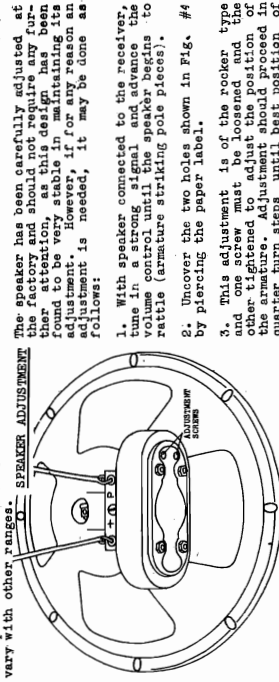 vary with other ranges.
SPEAKER ADJUSTMENT
+
P
ADJUSTMENT
SCREWS
The speaker has been carefully adjusted at
the factory and should not require any fur-
ther attention, as this design has been
found to be very stable in maintaining its
adjustment. However, if for any reason an
adjustment is needed, it may be done as
follows:
1. With speaker connected to the receiver,
tune in a strong signal and advance the
volume control until the speaker begins to
rattle (armature striking pole pieces).
2. Uncover the two holes shown in Fig. #4
by piercing the paper label.
3. This adjustment is of the rocker type
and one screw must be loosened and the
other tightened to adjust the position of
the armature. Adjustment should proceed in
quarter turn steps until best position of